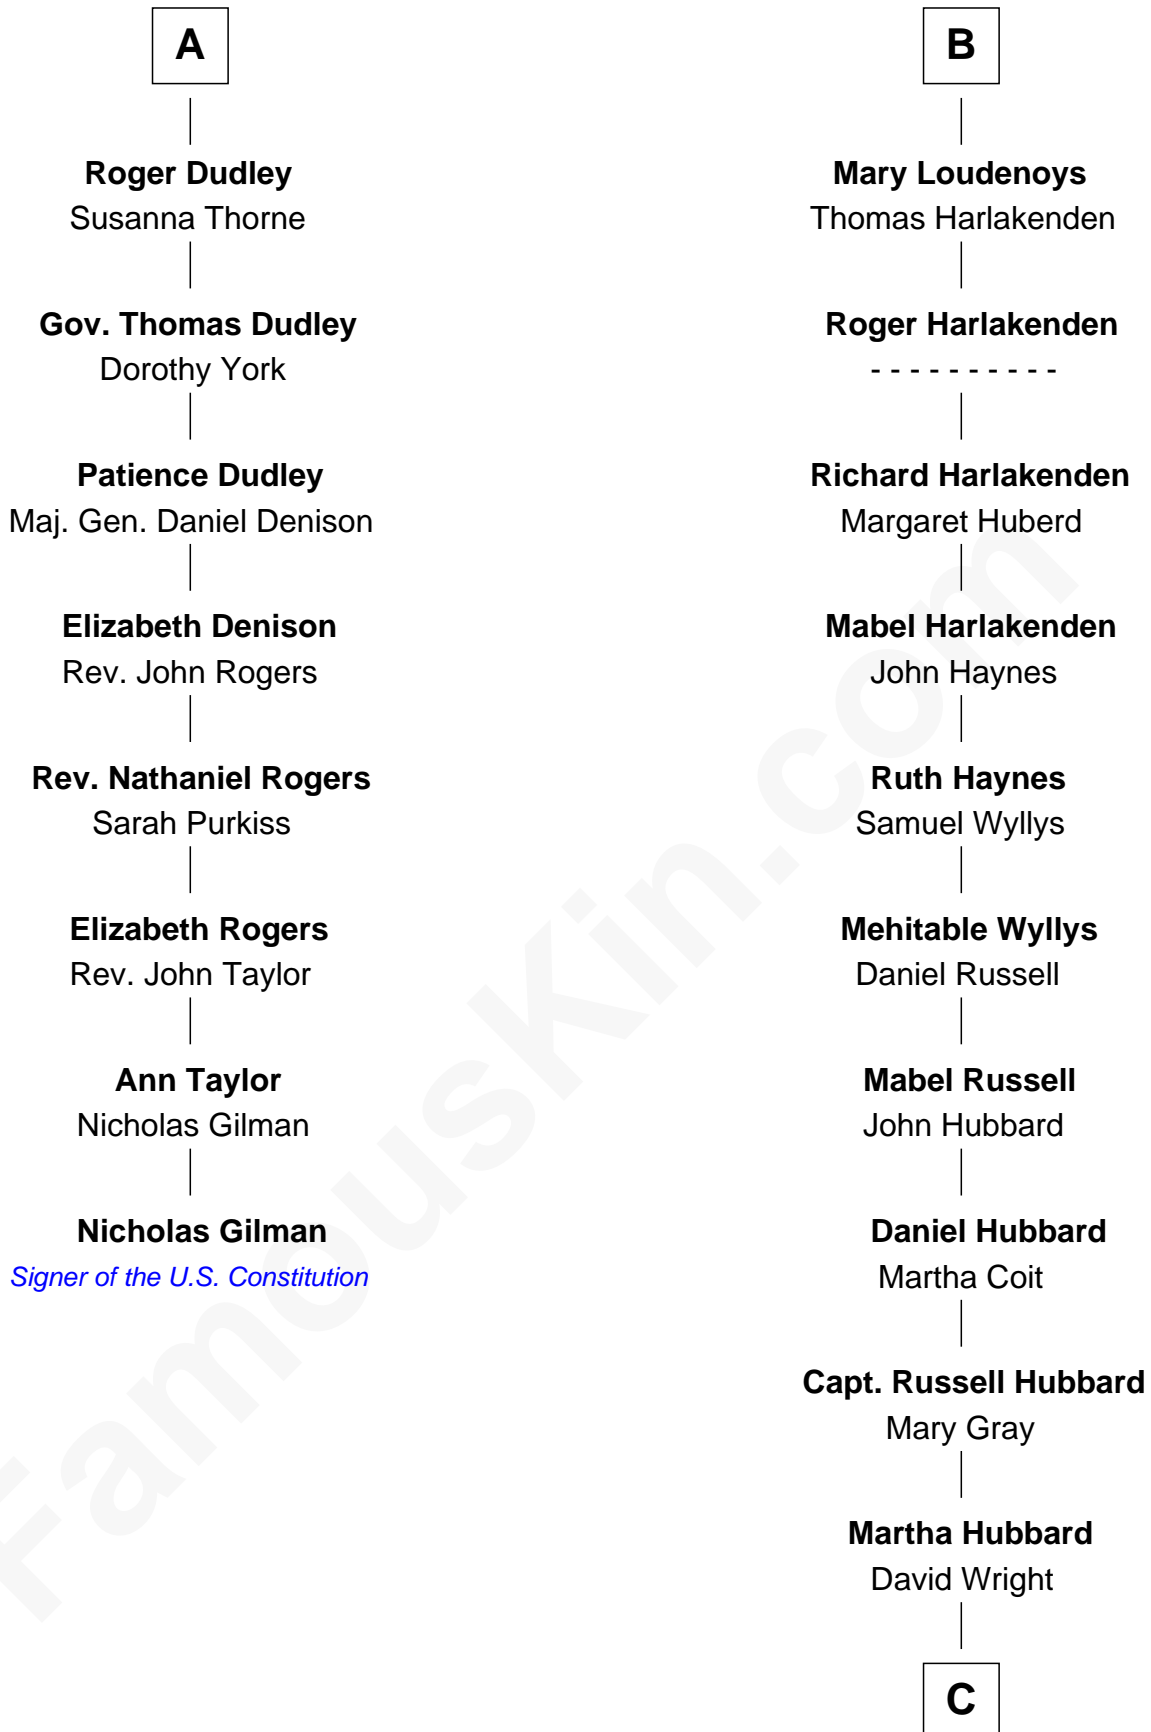 A
Roger Dudley
Susanna Thorne
Gov. Thomas Dudley
Dorothy York
Patience Dudley
Maj. Gen. Daniel Denison
Elizabeth Denison
Rev. John Rogers
Rev. Nathaniel Rogers
Sarah Purkiss
Elizabeth Rogers
Rev. John Taylor
Ann Taylor
Nicholas Gilman
Nicholas Gilman
Signer of the U.S. Constitution
B
Mary Loudenoys
Thomas Harlakenden
Roger Harlakenden
- - - - - - - - - -
Richard Harlakenden
Margaret Huberd
Mabel Harlakenden
John Haynes
Ruth Haynes
Samuel Wyllys
Mehitable Wyllys
Daniel Russell
Mabel Russell
John Hubbard
Daniel Hubbard
Martha Coit
Capt. Russell Hubbard
Mary Gray
Martha Hubbard
David Wright
C
FamousKin.com